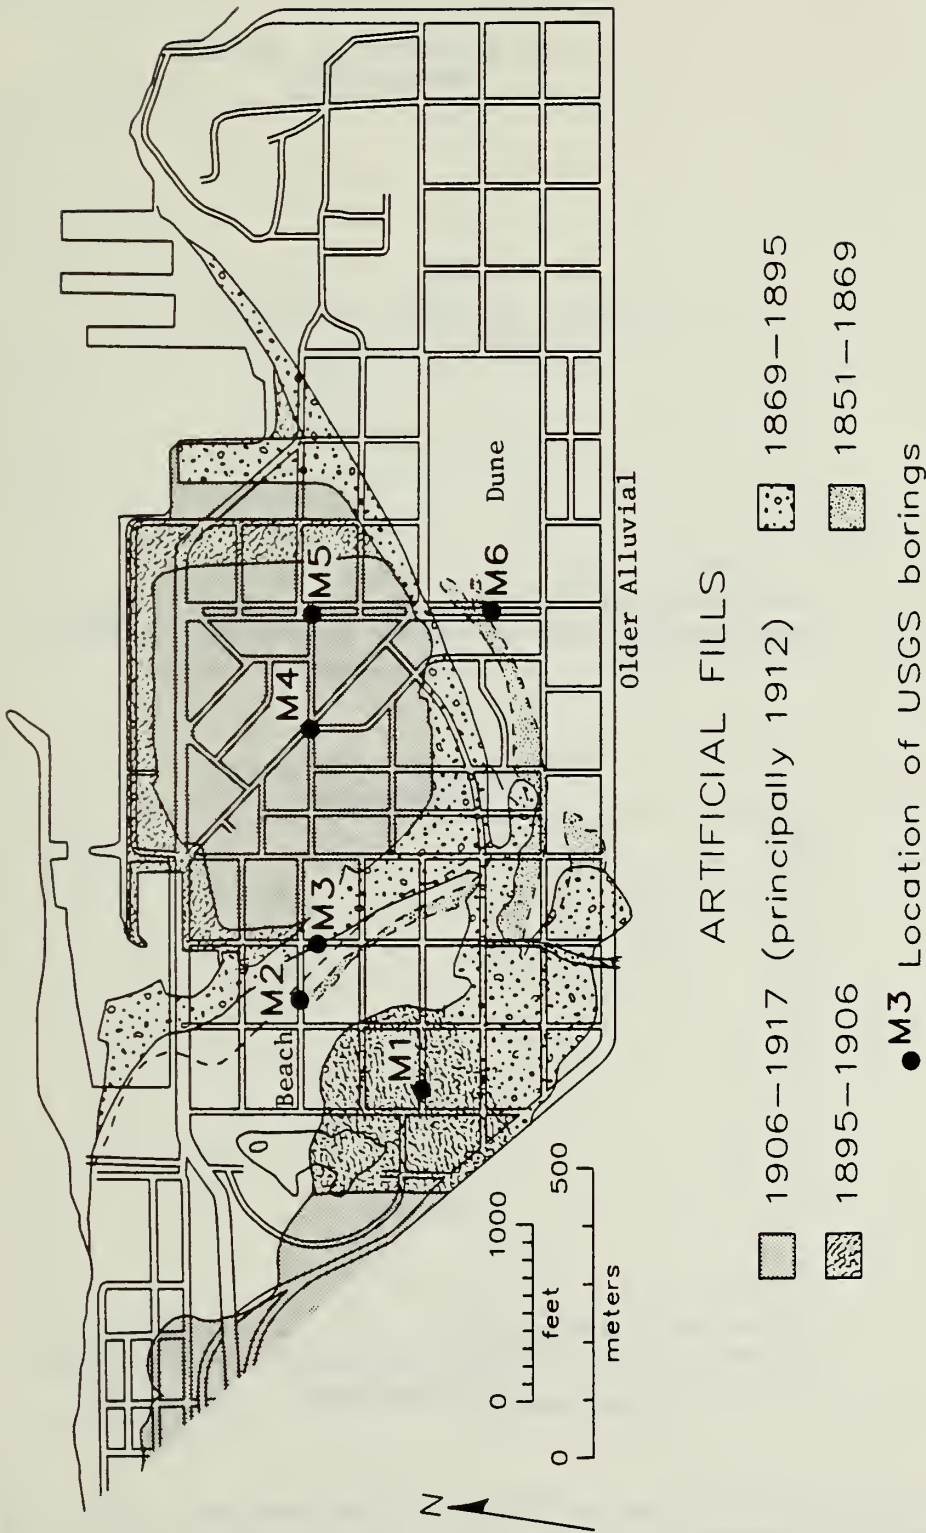 M1
M2
M3
M4
M5
M6
Beach
Dune
Older Alluvial
N
0 1000
feet
0 500
meters
ARTIFICIAL FILLS
1906–1917 (principally 1912)
1869–1895
1895–1906
1851–1869
M3 Location of USGS borings